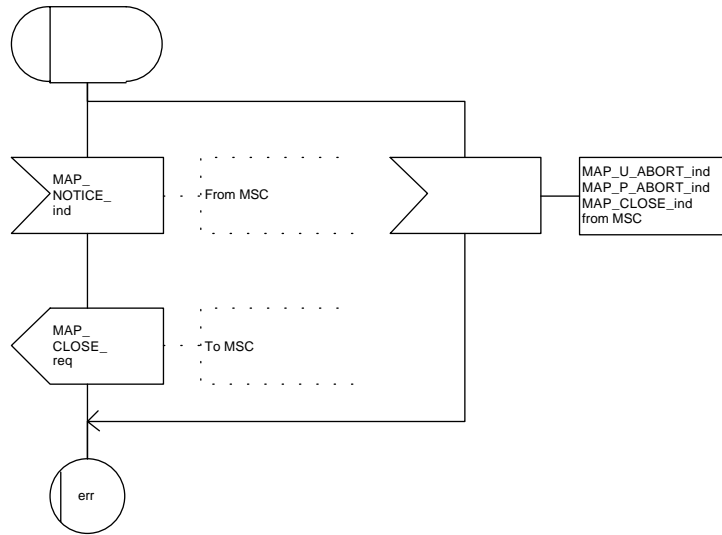 MAP_
NOTICE_
ind
From MSC
MAP_U_ABORT_ind
MAP_P_ABORT_ind
MAP_CLOSE_ind
from MSC
MAP_
CLOSE_
req
To MSC
err